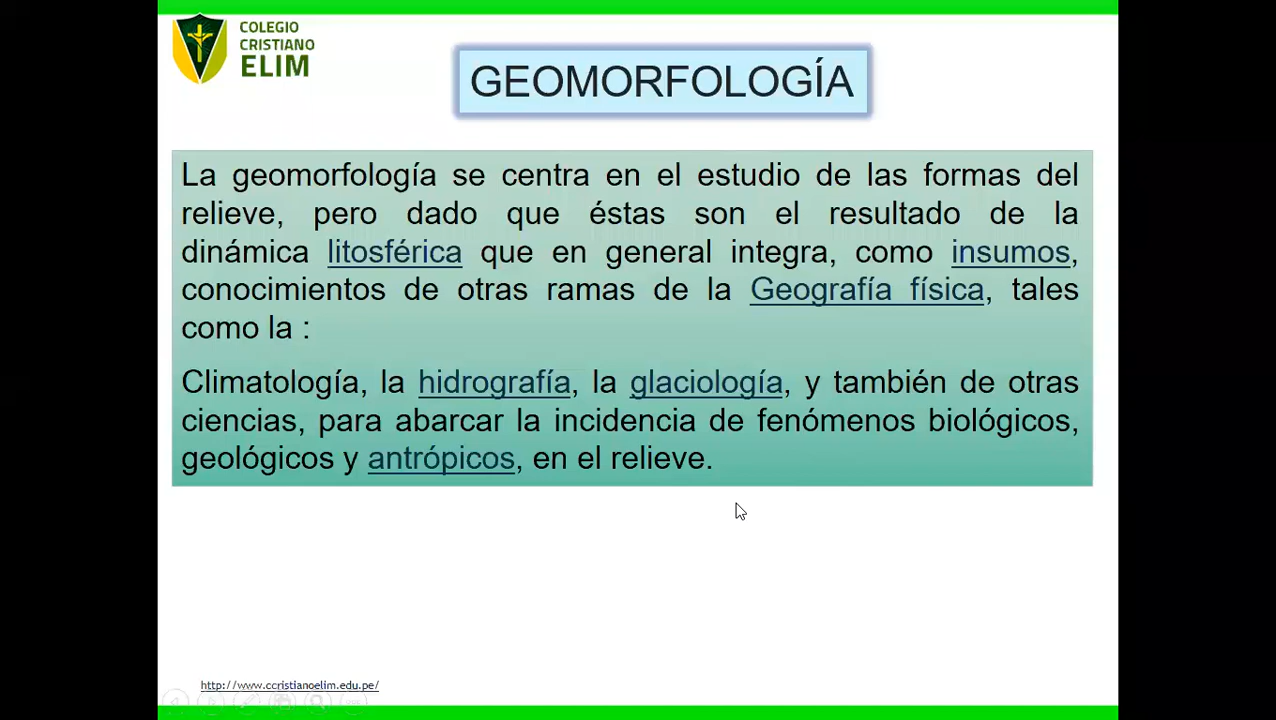 COLEGIO
CRISTIANO
ELIM
GEOMORFOLOGÍA
La geomorfología se centra en el estudio de las formas del
relieve, pero dado que éstas son el resultado de la
dinámica litosférica que en general integra, como insumos,
conocimientos de otras ramas de la Geografía física, tales
como la :
Climatología, la hidrografía, la glaciología, y también de otras
ciencias, para abarcar la incidencia de fenómenos biológicos,
geológicos y antrópicos, en el relieve.
http://www.ccristianoelim.edu.pe/